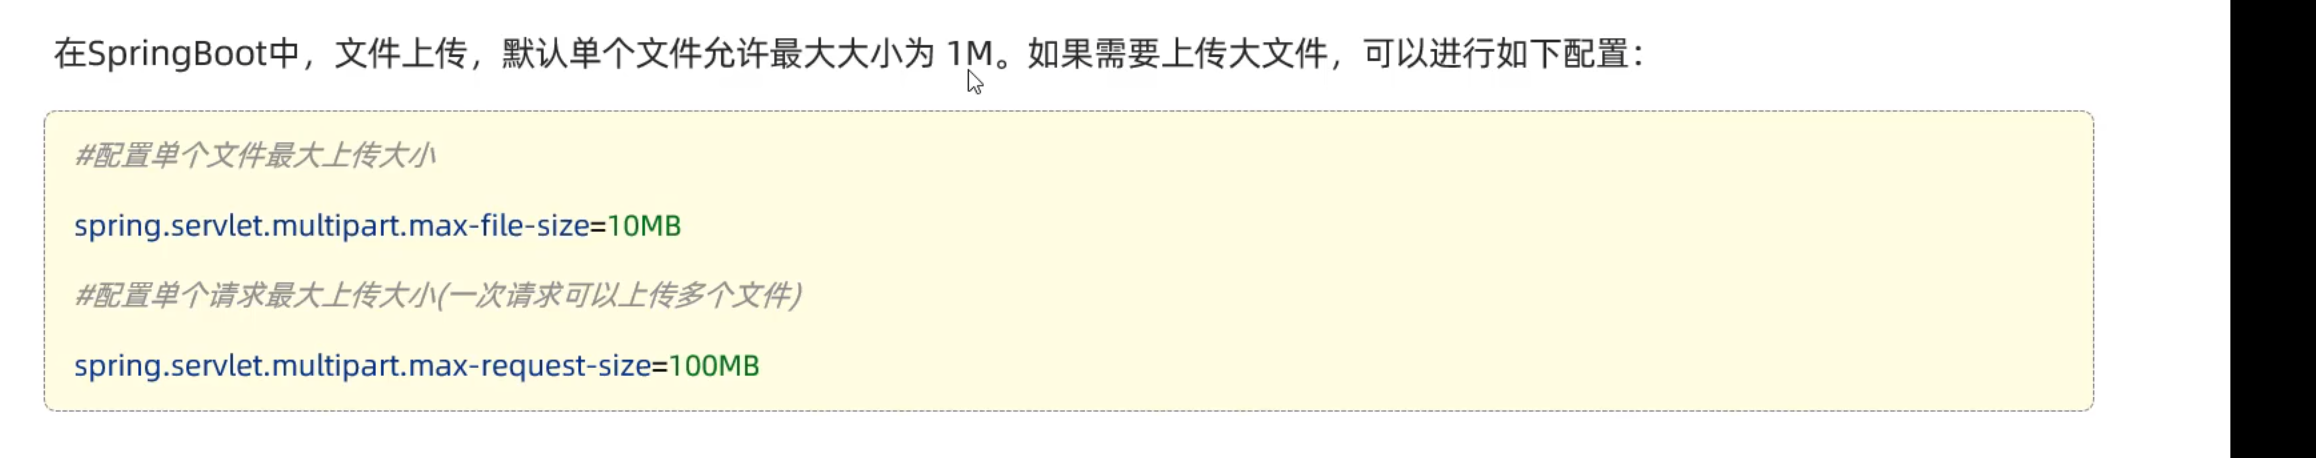 在SpringBoot中，文件上传，默认单个文件允许最大大小为 1M。如果需要上传大文件，可以进行如下配置：
#配置单个文件最大上传大小
spring.servlet.multipart.max-file-size=10MB
#配置单个请求最大上传大小(一次请求可以上传多个文件)
spring.servlet.multipart.max-request-size=100MB